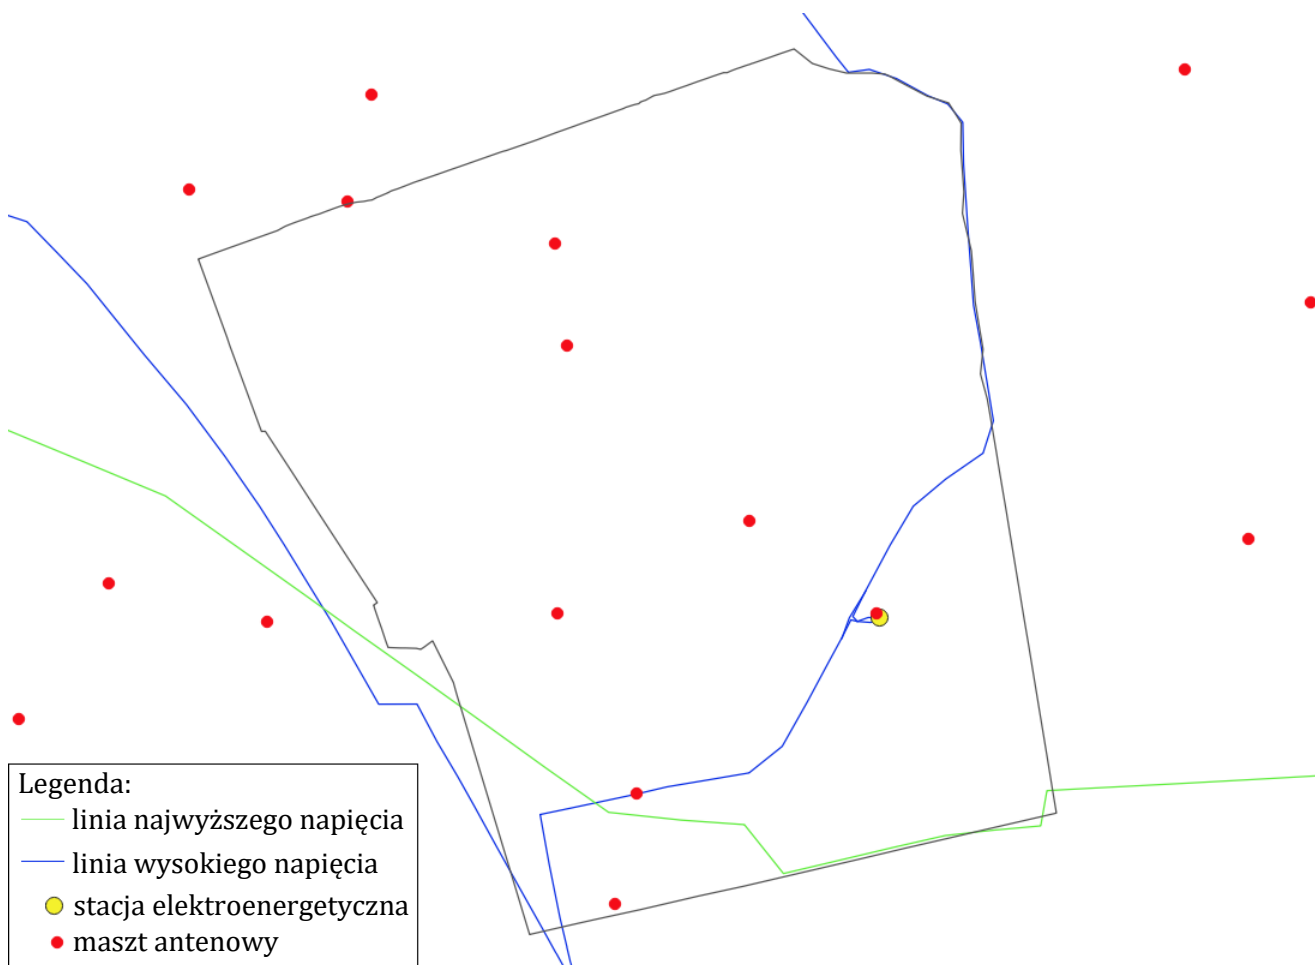 Legenda:
linia najwyższego napięcia
linia wysokiego napięcia
stacja elektroenergetyczna
maszt antenowy